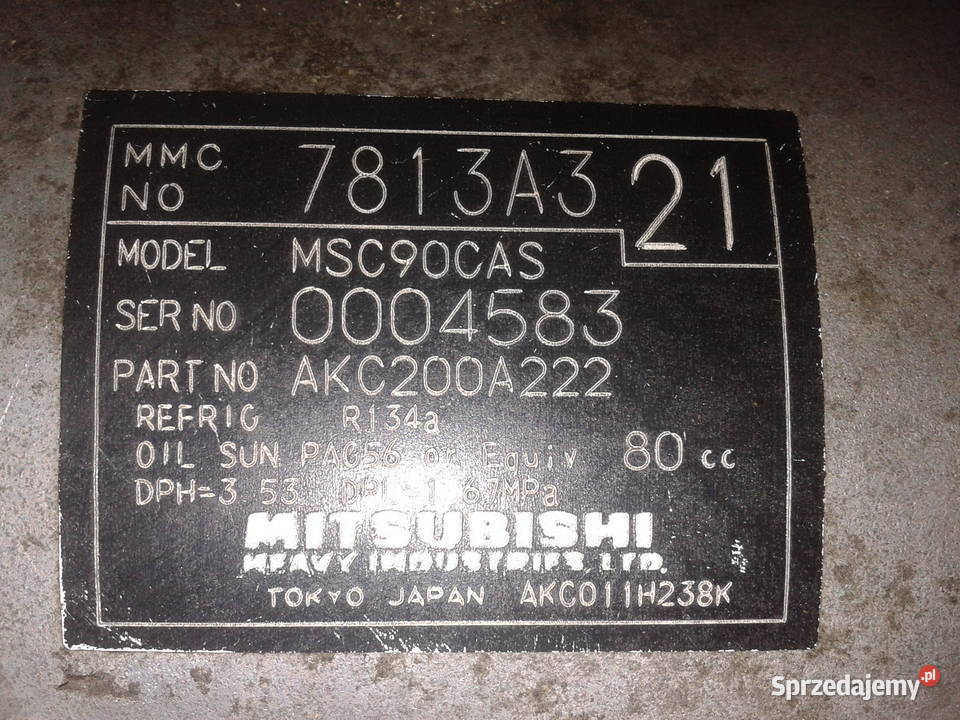 MMC NO 7813A3 21
MODEL MSC90CAS
SER NO 0004583
PART NO AKC200A222
REFRIG R134a
OIL SUN PAG56 or Equiv 80 cc
DPH=3 53 DPL 1 67MPa
MITSUBISHI
HEAVY INDUSTRIES, LTD.
TOKYO JAPAN AKC011H238K
Sprzedajemy.pl